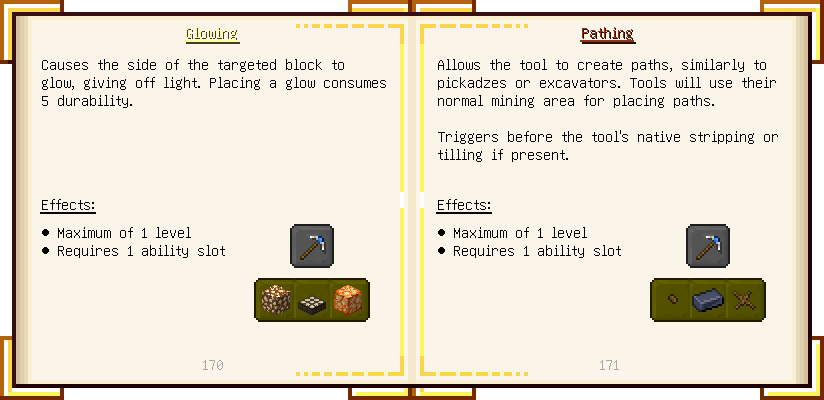 Glowing
Causes the side of the targeted block to
glow, giving off light. Placing a glow consumes
5 durability.
Effects:
● Maximum of 1 level
● Requires 1 ability slot
170
Pathing
Allows the tool to create paths, similarly to
pickadzes or excavators. Tools will use their
normal mining area for placing paths.
Triggers before the tool's native stripping or
tilling if present.
Effects:
● Maximum of 1 level
● Requires 1 ability slot
171